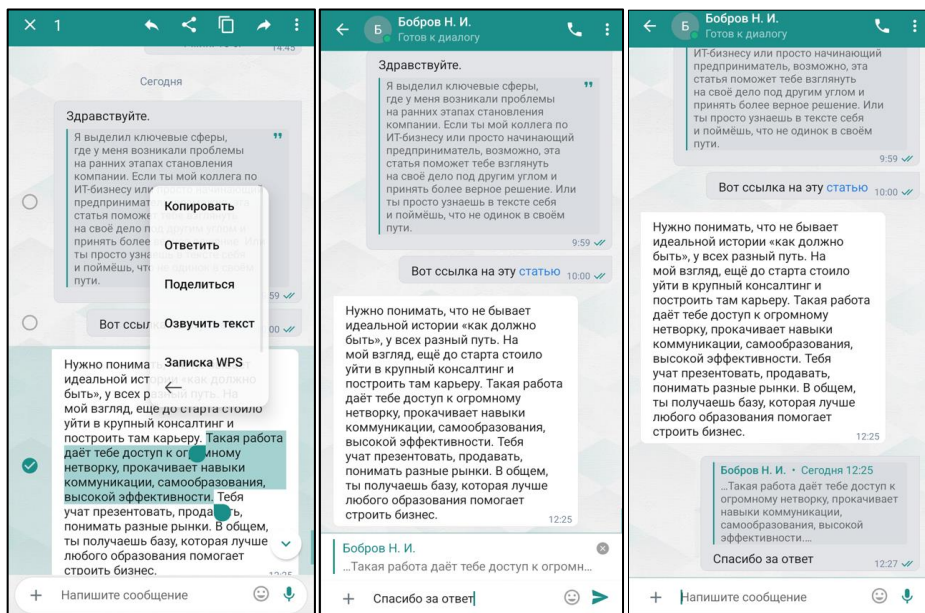 1
14:45
Сегодня
Здравствуйте.
Я выделил ключевые сферы,
где у меня возникали проблемы
на ранних этапах становления
компании. Если ты мой коллега по
ИТ-бизнесу или
предприниматель
статья поможет
на своё дело под
принять более
ты просто узна
и поймёшь, что
пути.
:59
Вот ссыл
:00
Копировать
Ответить
Поделиться
Озвучить текст
Записка WPS
Нужно понима
идеальной ист
быть», у всех разный путь. На
мой взгляд, ещё до старта стоило
уйти в крупный консалтинг и
построить там карьеру. Такая работа
даёт тебе доступ к огромному
нетворку, прокачивает навыки
коммуникации, самообразования,
высокой эффективности. Тебя
учат презентовать, продавать,
понимать разные рынки. В общем,
ты получаешь базу, которая лучше
любого образования помогает
строить бизнес.
12:25
Напишите сообщение
Б
Бобров Н. И.
Готов к диалогу
Здравствуйте.
Я выделил ключевые сферы,
где у меня возникали проблемы
на ранних этапах становления
компании. Если ты мой коллега по
ИТ-бизнесу или просто начинающий
предприниматель, возможно, эта
статья поможет тебе взглянуть
на своё дело под другим углом и
принять более верное решение. Или
ты просто узнаешь в тексте себя
и поймёшь, что не одинок в своём
пути.
9:59
Вот ссылка на эту статью 10:00
Нужно понимать, что не бывает
идеальной истории «как должно
быть», у всех разный путь. На
мой взгляд, ещё до старта стоило
уйти в крупный консалтинг и
построить там карьеру. Такая работа
даёт тебе доступ к огромному
нетворку, прокачивает навыки
коммуникации, самообразования,
высокой эффективности. Тебя
учат презентовать, продавать,
понимать разные рынки. В общем,
ты получаешь базу, которая лучше
любого образования помогает
строить бизнес.
12:25
Бобров Н. И.
...Такая работа даёт тебе доступ к огромн...
Спасибо за ответ
Б
Бобров Н. И.
Готов к диалогу
ИТ-бизнесу или просто начинающий
предприниматель, возможно, эта
статья поможет тебе взглянуть
на своё дело под другим углом и
принять более верное решение. Или
ты просто узнаешь в тексте себя
и поймёшь, что не одинок в своём
пути.
9:59
Вот ссылка на эту статью 10:00
Нужно понимать, что не бывает
идеальной истории «как должно
быть», у всех разный путь. На
мой взгляд, ещё до старта стоило
уйти в крупный консалтинг и
построить там карьеру. Такая работа
даёт тебе доступ к огромному
нетворку, прокачивает навыки
коммуникации, самообразования,
высокой эффективности. Тебя
учат презентовать, продавать,
понимать разные рынки. В общем,
ты получаешь базу, которая лучше
любого образования помогает
строить бизнес.
12:25
Бобров Н. И. • Сегодня 12:25
...Такая работа даёт тебе доступ к
огромному нетворку, прокачивает
навыки коммуникации,
самообразования, высокой
эффективности....
Спасибо за ответ
12:27
Напишите сообщение